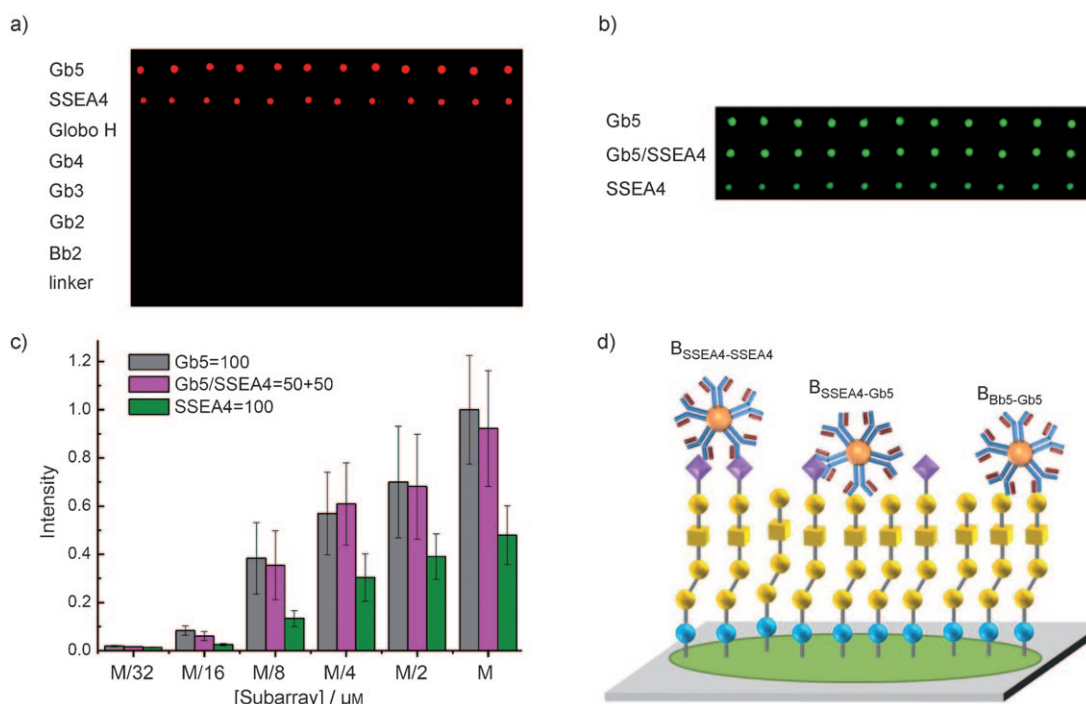 a)
Gb5
SSEA4
Globo H
Gb4
Gb3
Gb2
Bb2
linker
b)
Gb5
Gb5/SSEA4
SSEA4
c)
Gb5=100
Gb5/SSEA4=50+50
SSEA4=100
Intensity
1.2
1.0
0.8
0.6
0.4
0.2
0.0
M/32 M/16 M/8 M/4 M/2 M
[Subarray] / μM
d)
BSSEA4-SSEA4
BSSEA4-Gb5
BBb5-Gb5